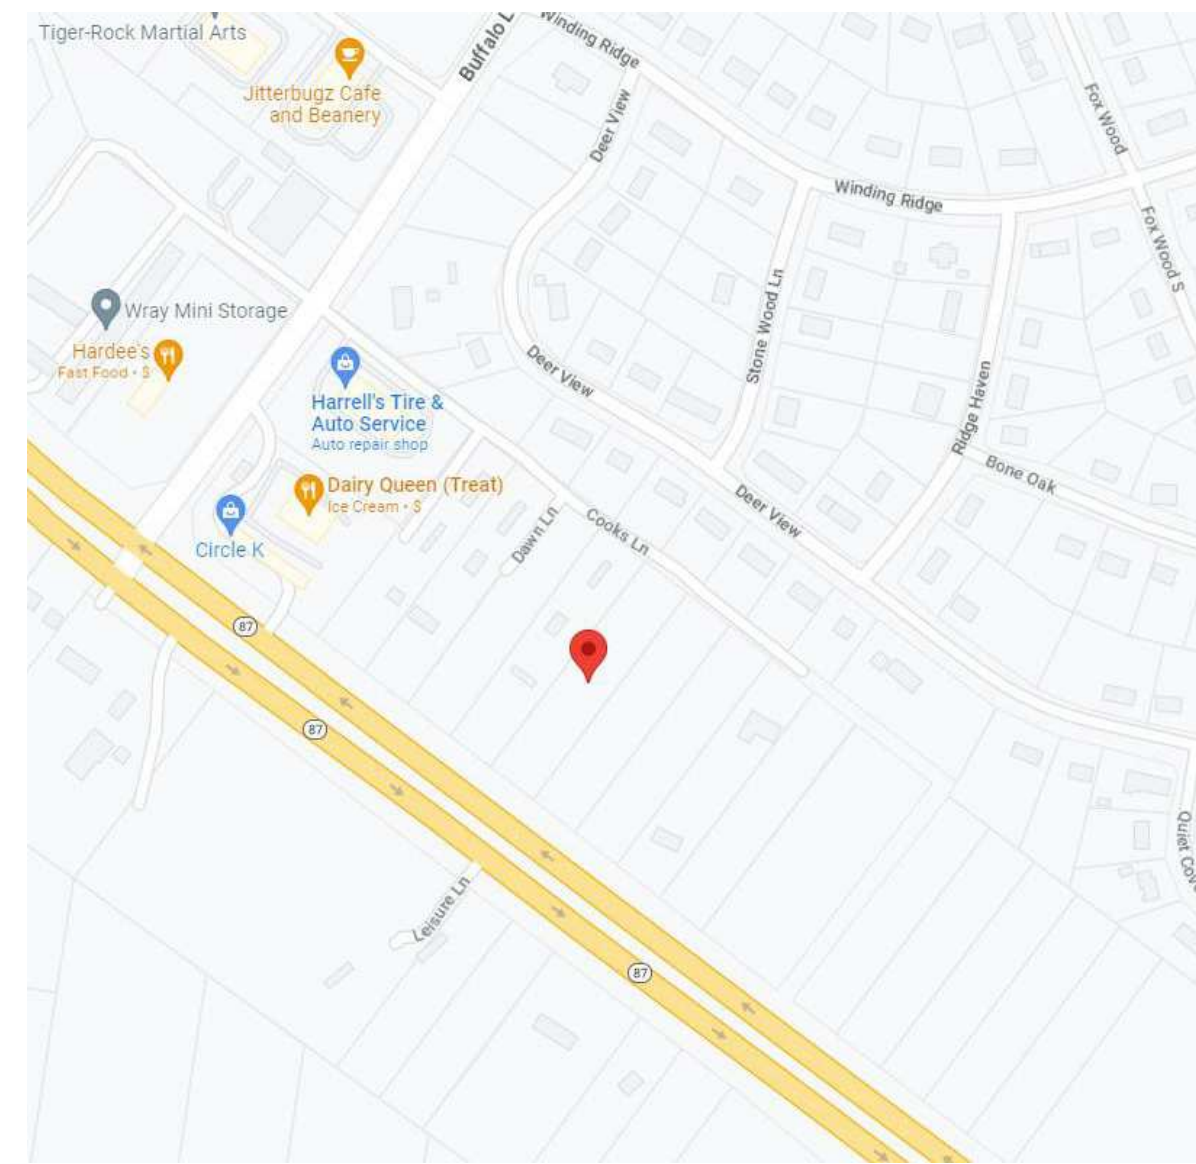 Tiger-Rock Martial Arts
Buffalo L
Winding Ridge
Jitterbugz Cafe
and Beanery
Deer View
Fox Wood
Winding Ridge
Fox Wood S
Wray Mini Storage
Stone Wood Ln
Hardee's
Fast Food • $
Deer View
Ridge Haven
Harrell's Tire &
Auto Service
Auto repair shop
Bone Oak
Dairy Queen (Treat)
Ice Cream • $
Deer View
Circle K
Dawn Ln
Cooks Ln
87
87
Quiet Cove
Leisure Ln
87